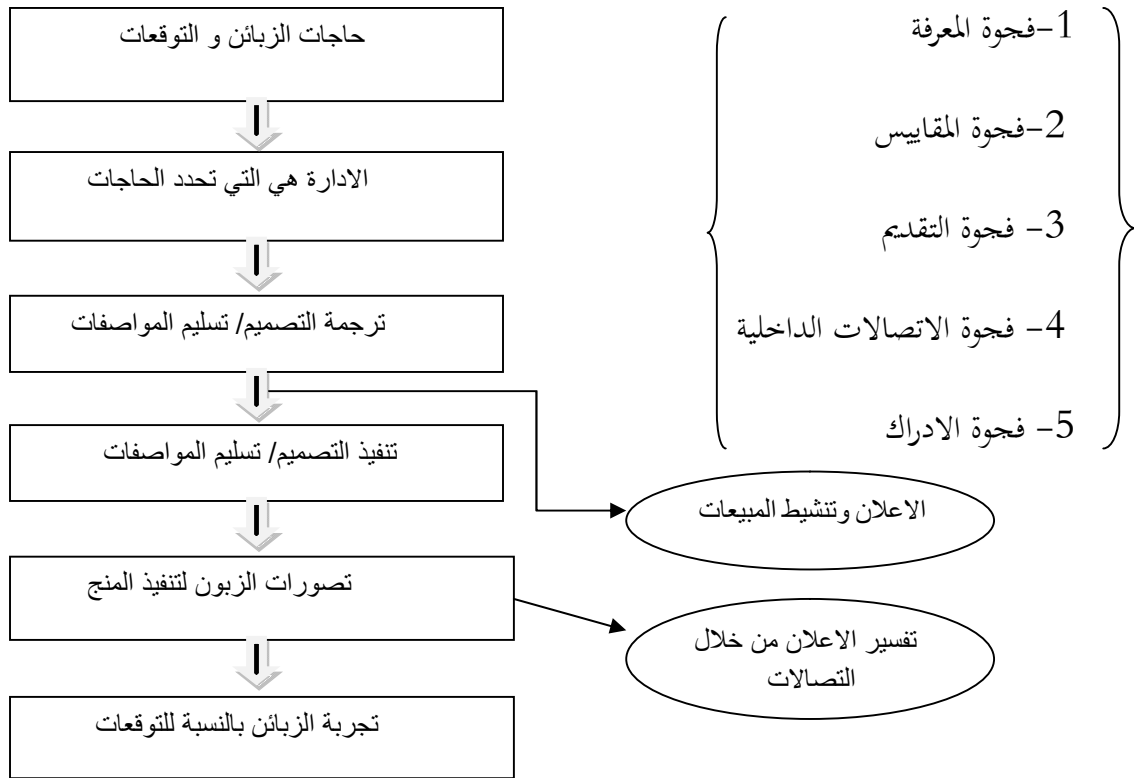 حاجات الزبائن و التوقعات
الادارة هي التي تحدد الحاجات
ترجمة التصميم/ تسليم المواصفات
تنفيذ التصميم/ تسليم المواصفات
تصورات الزبون لتنفيذ المنج
تجربة الزبائن بالنسبة للتوقعات
1-فجوة المعرفة
2-فجوة المقاييس
3- فجوة التقديم
4- فجوة الاتصالات الداخلية
5- فجوة الادراك
الاعلان وتنشيط المبيعات
تفسير الاعلان من خلال
التصالات